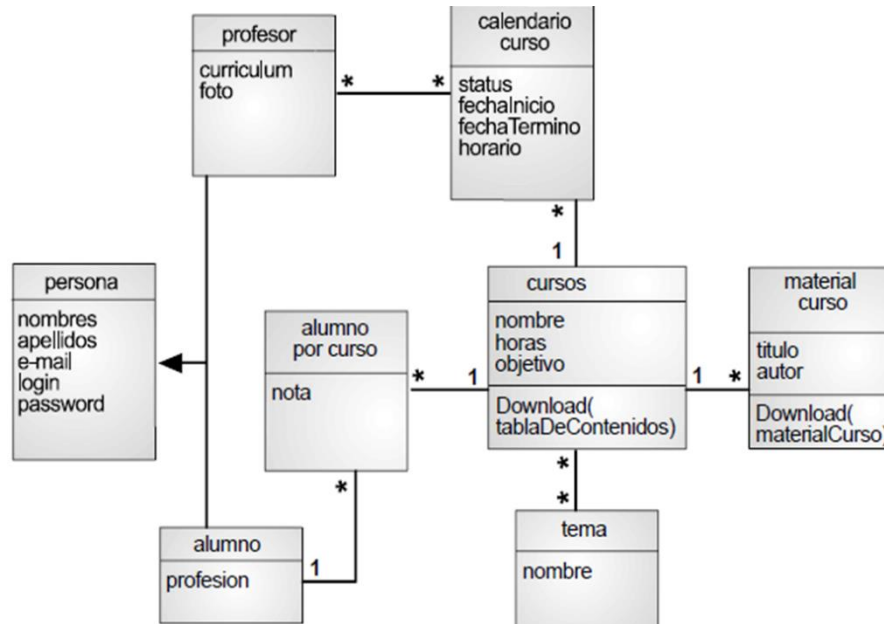 profesor
curriculum
foto
*
*
calendario
curso
status
fechaInicio
fechaTermino
horario
*
1
persona
nombres
apellidos
e-mail
login
password
alumno
por curso
nota
*
1
cursos
nombre
horas
objetivo
Download(
tablaDeContenidos)
1
*
material
curso
titulo
autor
Download(
materialCurso)
*
*
*
tema
nombre
alumno
profesion
1